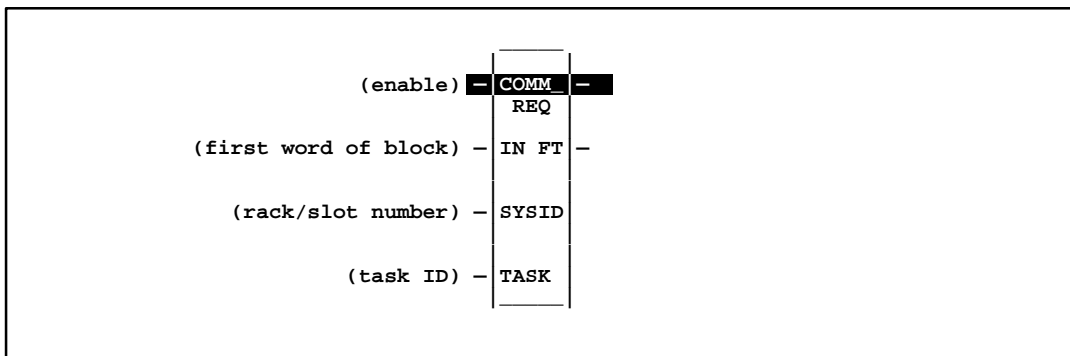 (enable) COMM_
REQ
(first word of block) IN FT
(rack/slot number) SYSID
(task ID) TASK